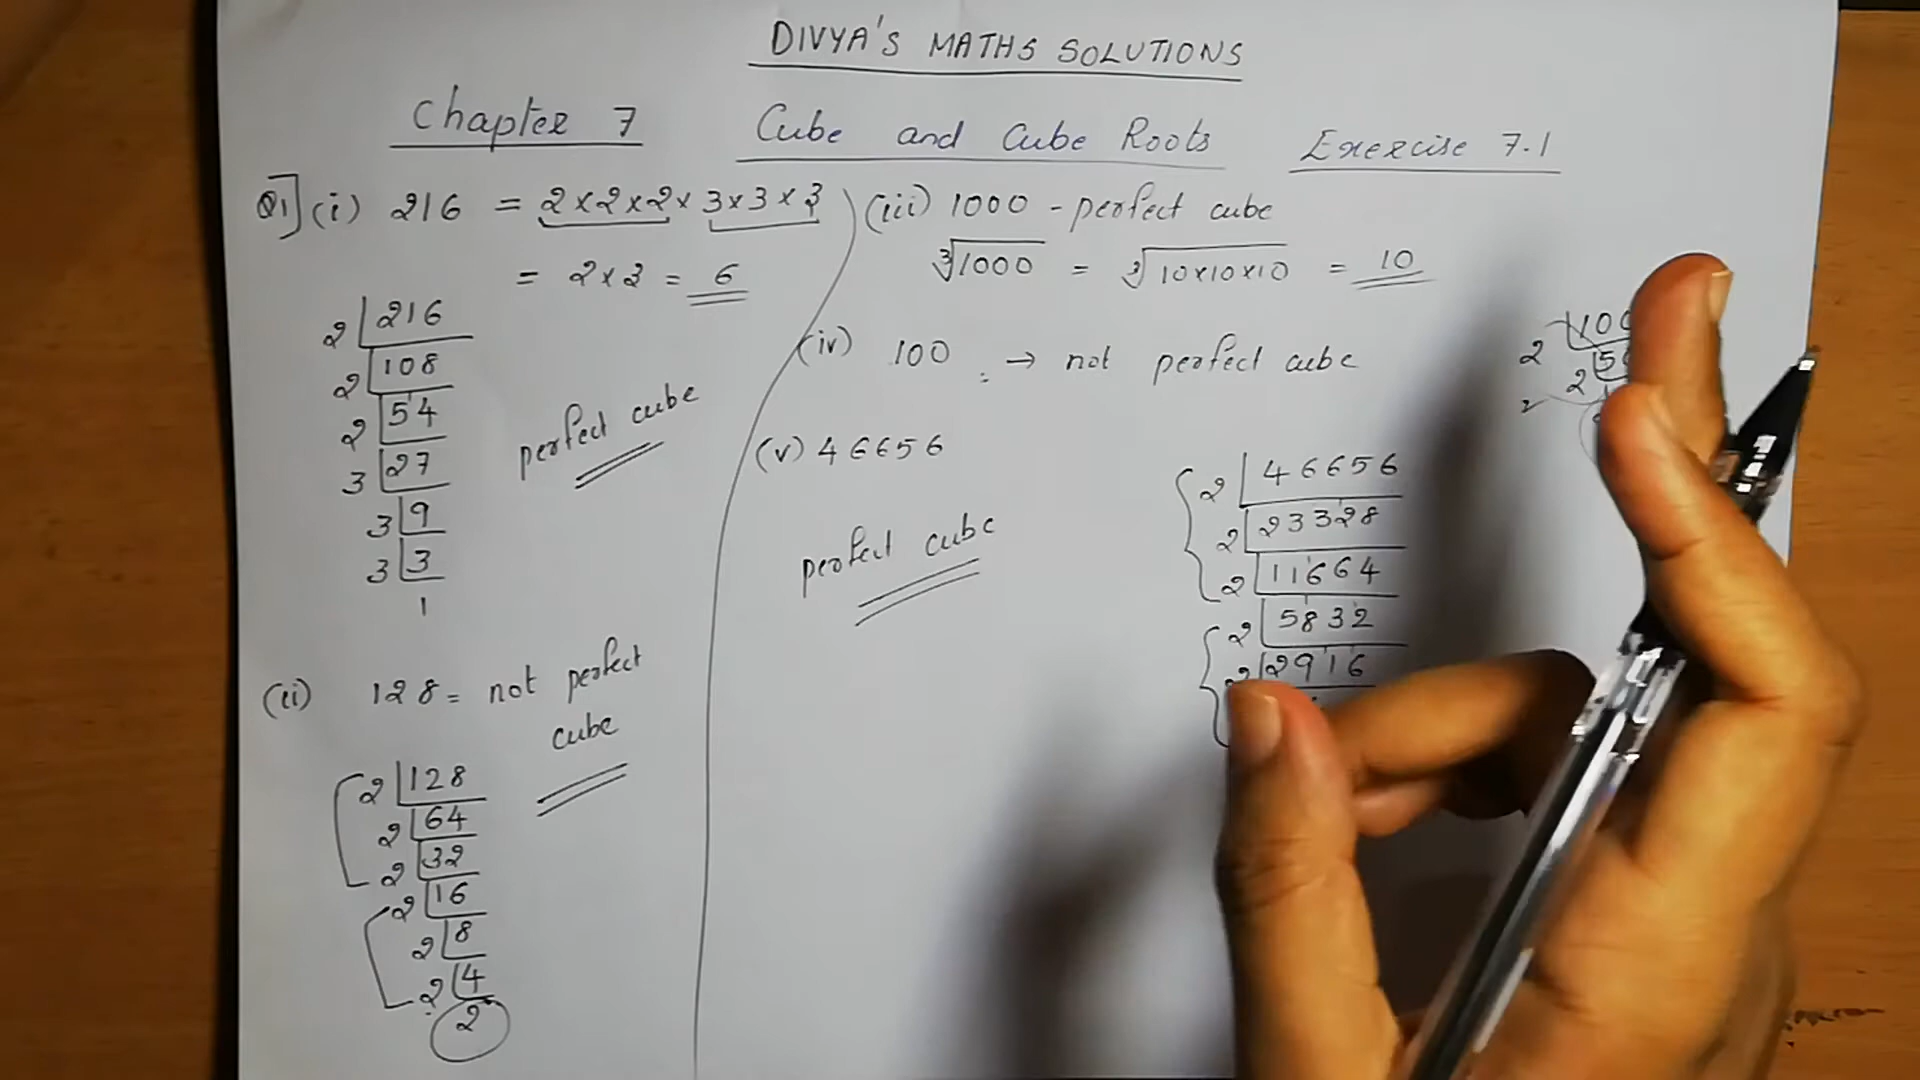 DIVYA'S MATHS SOLUTIONS
Chapter 7 Cube and Cube Roots Exercise 7.1
Q1] (i) 216 = 2×2×2×3×3×3
= 2×3 = 6
2 | 216
2 | 108
2 | 54
3 | 27
3 | 9
3 | 3
1
perfect cube
(ii) 128 = not perfect
cube
2 | 128
2 | 64
2 | 32
2 | 16
2 | 8
2 | 4
2
(iii) 1000 - perfect cube
∛1000 = ∛10×10×10 = 10
(iv) 100 → not perfect cube
2
2
(v) 46656
perfect cube
2 | 46656
2 | 23328
2 | 11664
2 | 5832
2 | 2916